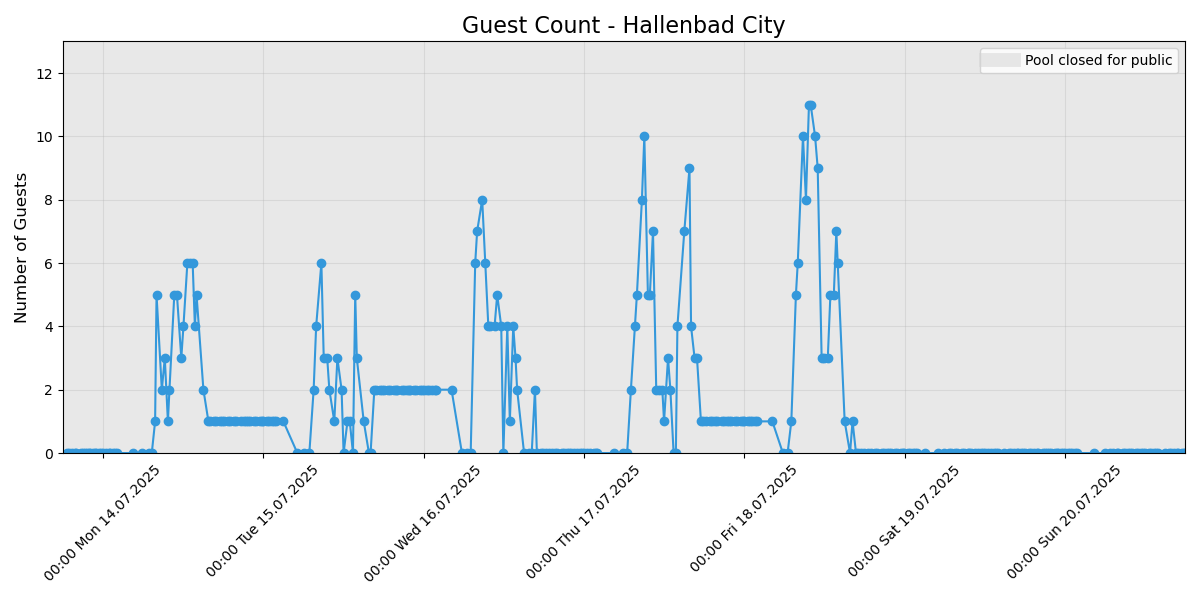 Guest Count - Hallenbad City
Pool closed for public
Number of Guests
12
10
8
6
4
2
0
00:00 Mon 14.07.2025
00:00 Tue 15.07.2025
00:00 Wed 16.07.2025
00:00 Thu 17.07.2025
00:00 Fri 18.07.2025
00:00 Sat 19.07.2025
00:00 Sun 20.07.2025